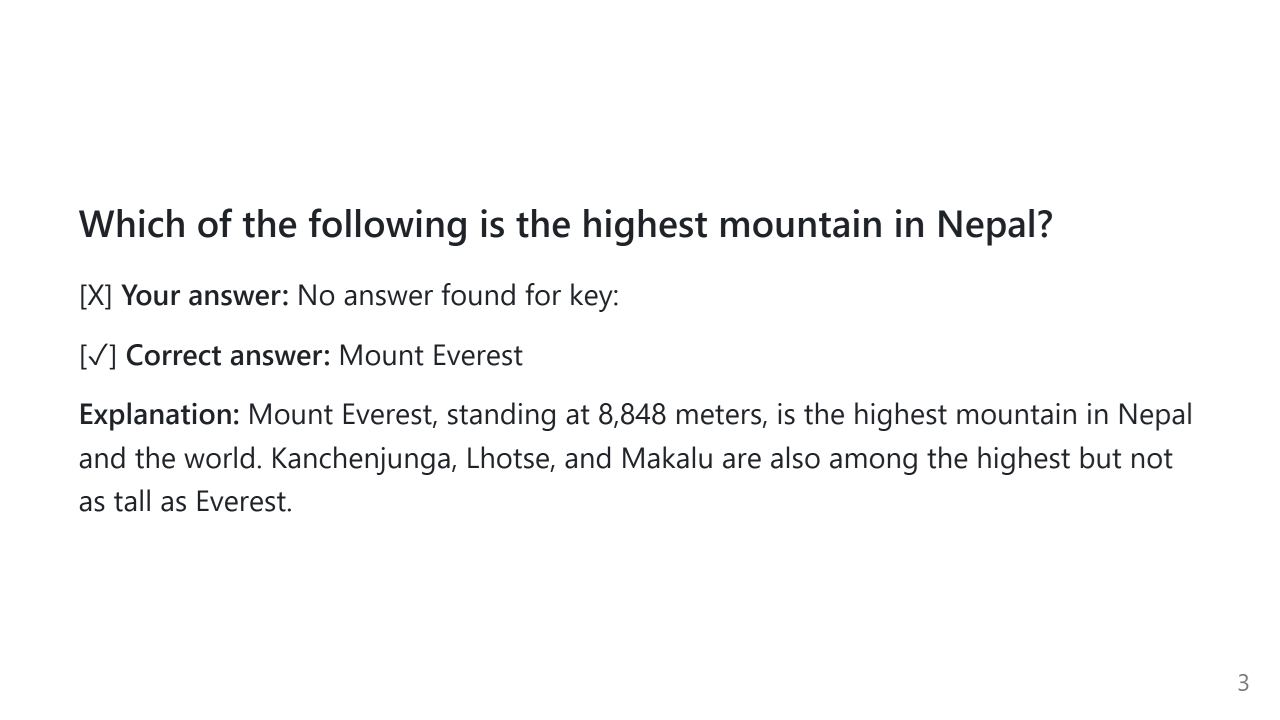 Which of the following is the highest mountain in Nepal?
[X] Your answer: No answer found for key:
[✓] Correct answer: Mount Everest
Explanation: Mount Everest, standing at 8,848 meters, is the highest mountain in Nepal
and the world. Kanchenjunga, Lhotse, and Makalu are also among the highest but not
as tall as Everest.
3